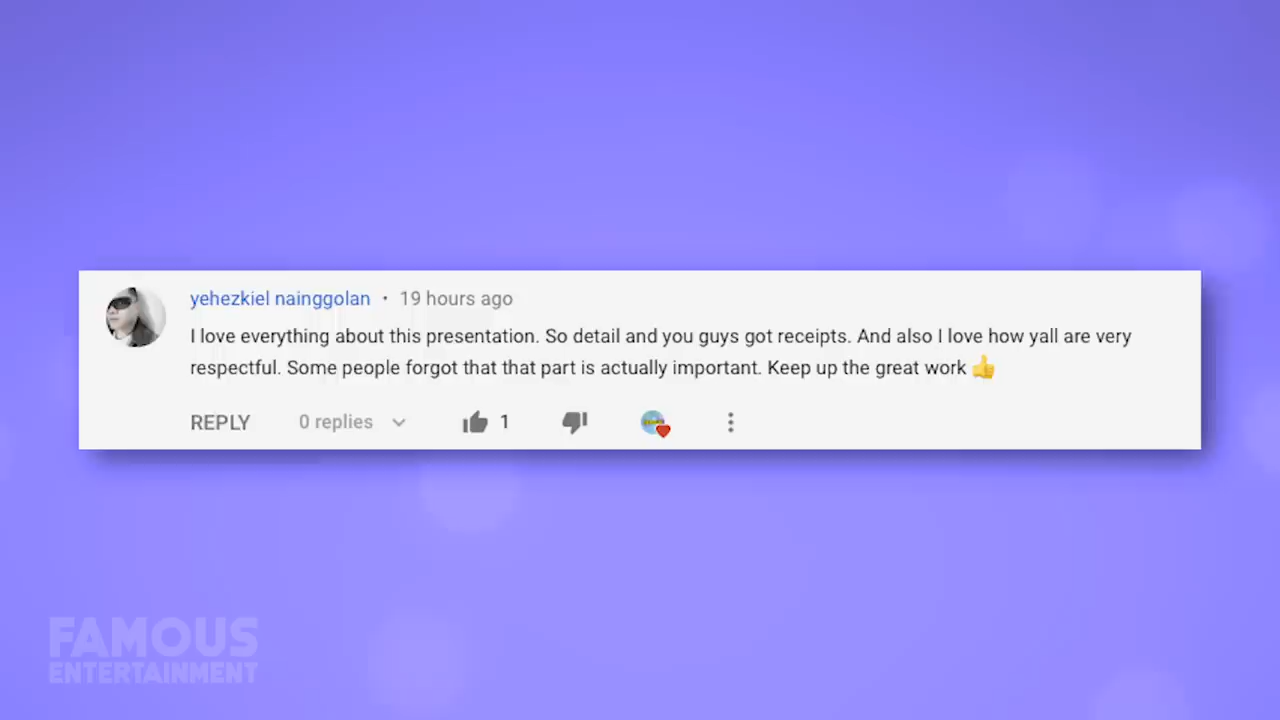 yehezkiel nainggolan • 19 hours ago
I love everything about this presentation. So detail and you guys got receipts. And also I love how yall are very
respectful. Some people forgot that that part is actually important. Keep up the great work 👍
REPLY 0 replies 1
FAMOUS
ENTERTAINMENT